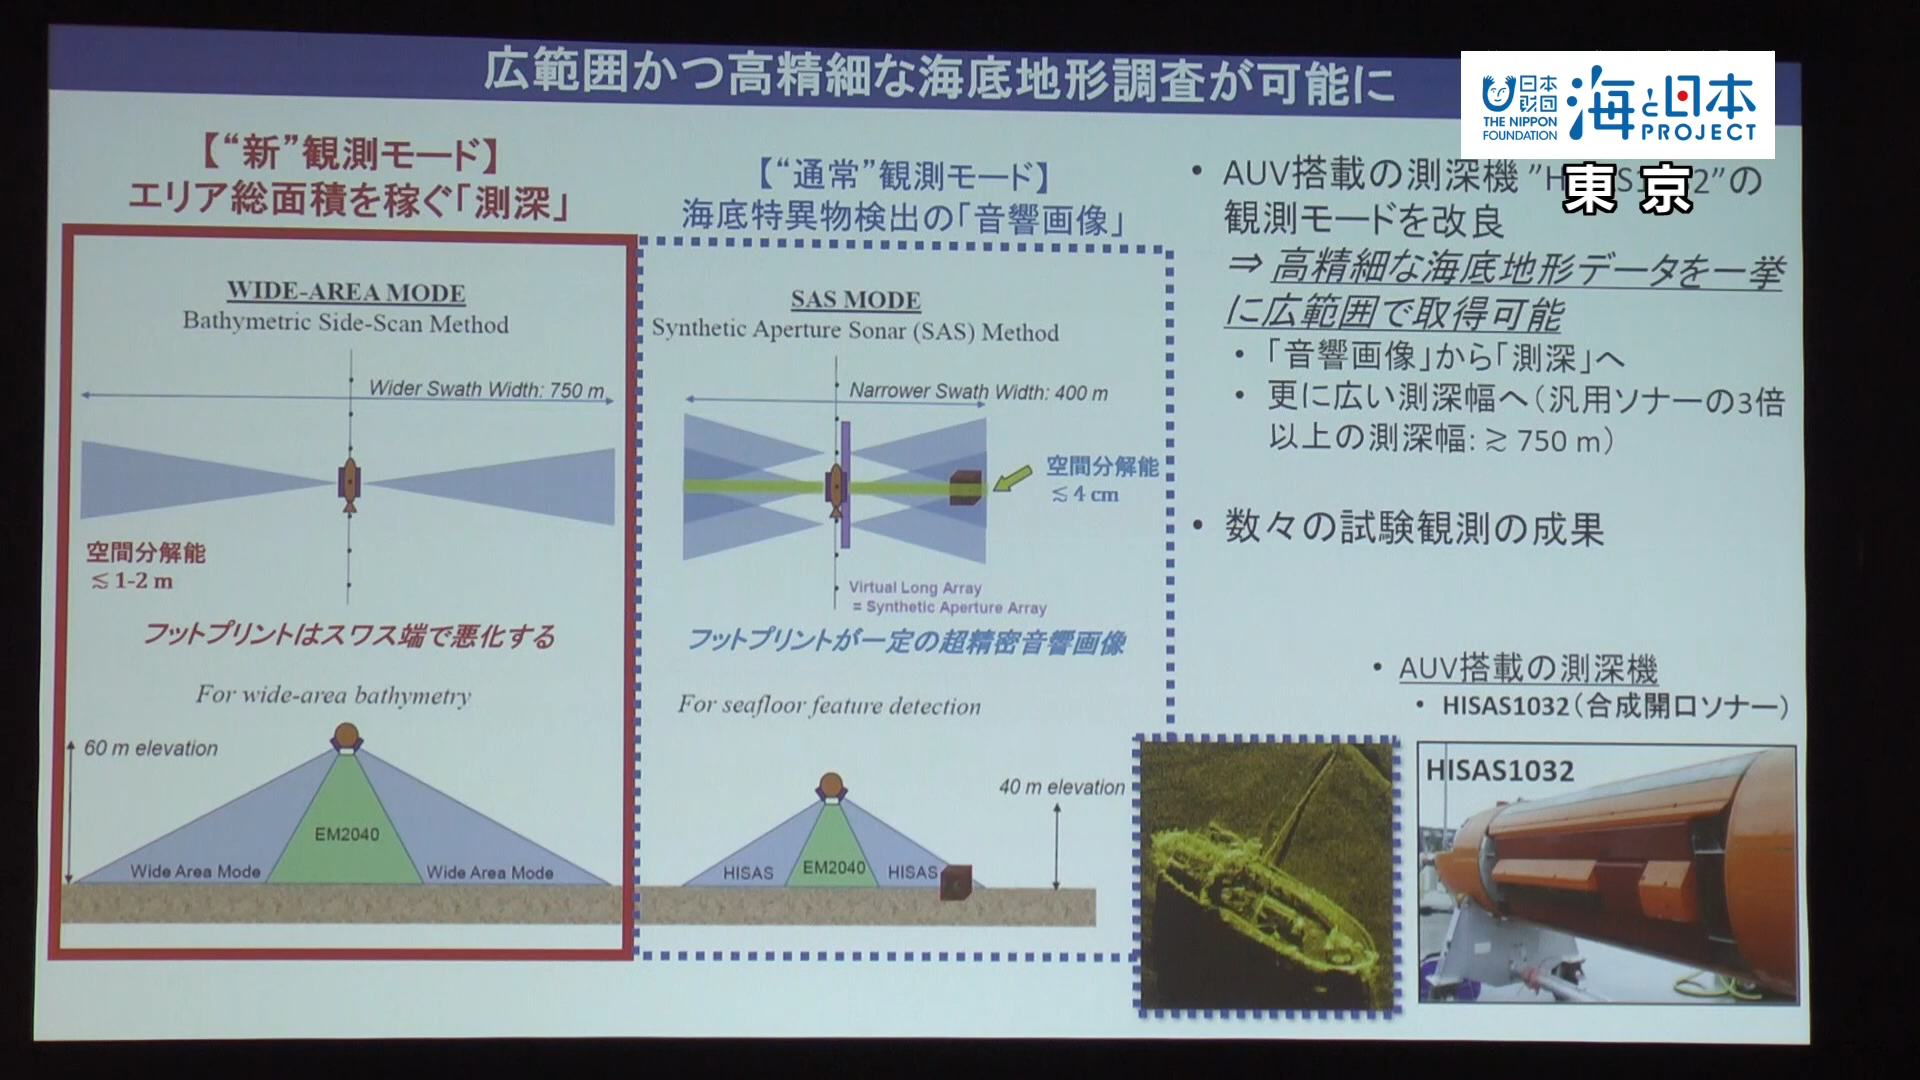 広範囲かつ高精細な海底地形調査が可能に
日本
財団
THE NIPPON
FOUNDATION
海と日本
PROJECT
東京
【“新”観測モード】
エリア総面積を稼ぐ「測深」
WIDE-AREA MODE
Bathymetric Side-Scan Method
Wider Swath Width: 750 m
空間分解能
≲ 1-2 m
フットプリントはスワス端で悪化する
For wide-area bathymetry
60 m elevation
EM2040
Wide Area Mode
Wide Area Mode
【“通常”観測モード】
海底特異物検出の「音響画像」
SAS MODE
Synthetic Aperture Sonar (SAS) Method
Narrower Swath Width: 400 m
空間分解能
≲ 4 cm
Virtual Long Array
= Synthetic Aperture Array
フットプリントが一定の超精密音響画像
For seafloor feature detection
40 m elevation
HISAS
EM2040
HISAS
• AUV搭載の測深機 の
観測モードを改良
⇒ 高精細な海底地形データを一挙
に広範囲で取得可能
• 「音響画像」から「測深」へ
• 更に広い測深幅へ（汎用ソナーの3倍
以上の測深幅: ≳ 750 m）
• 数々の試験観測の成果
• AUV搭載の測深機
• HISAS1032（合成開口ソナー）
HISAS1032